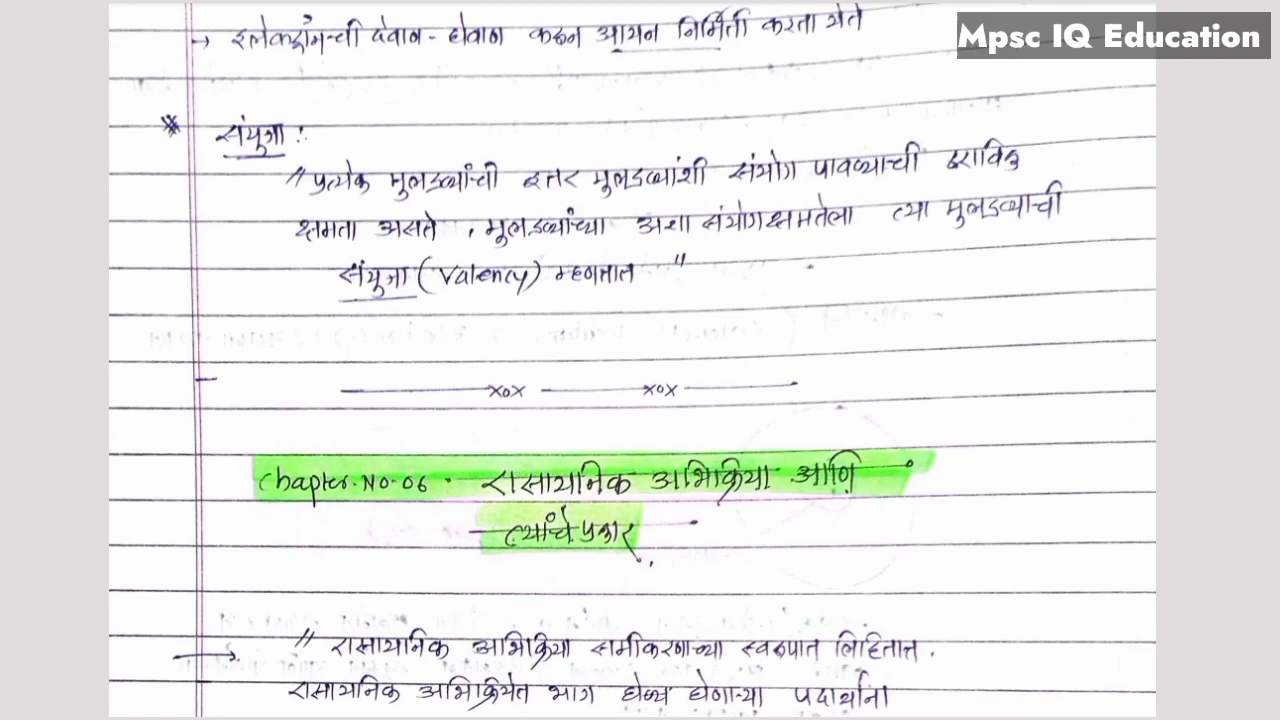 Mpsc IQ Education
→ इलेक्ट्रॉनची देवाण - घेवाण करून आयन निर्मिती करता येते
* संयुजा :
" प्रत्येक मुलद्रव्यांची इतर मुलद्रव्यांशी संयोग पावण्याची ठराविक
क्षमता असते , मुलद्रव्यांच्या अशा संयोगक्षमतेला त्या मुलद्रव्याची
संयुजा ( Valency) म्हणतात "
xox xox
Chapter.No.06 . रासायनिक अभिक्रिया आणि
त्यांचे प्रकार
→ " रासायनिक अभिक्रिया समीकरणाच्या स्वरूपात लिहितात .
रासायनिक अभिक्रियेत भाग घेणाऱ्या पदार्थांना